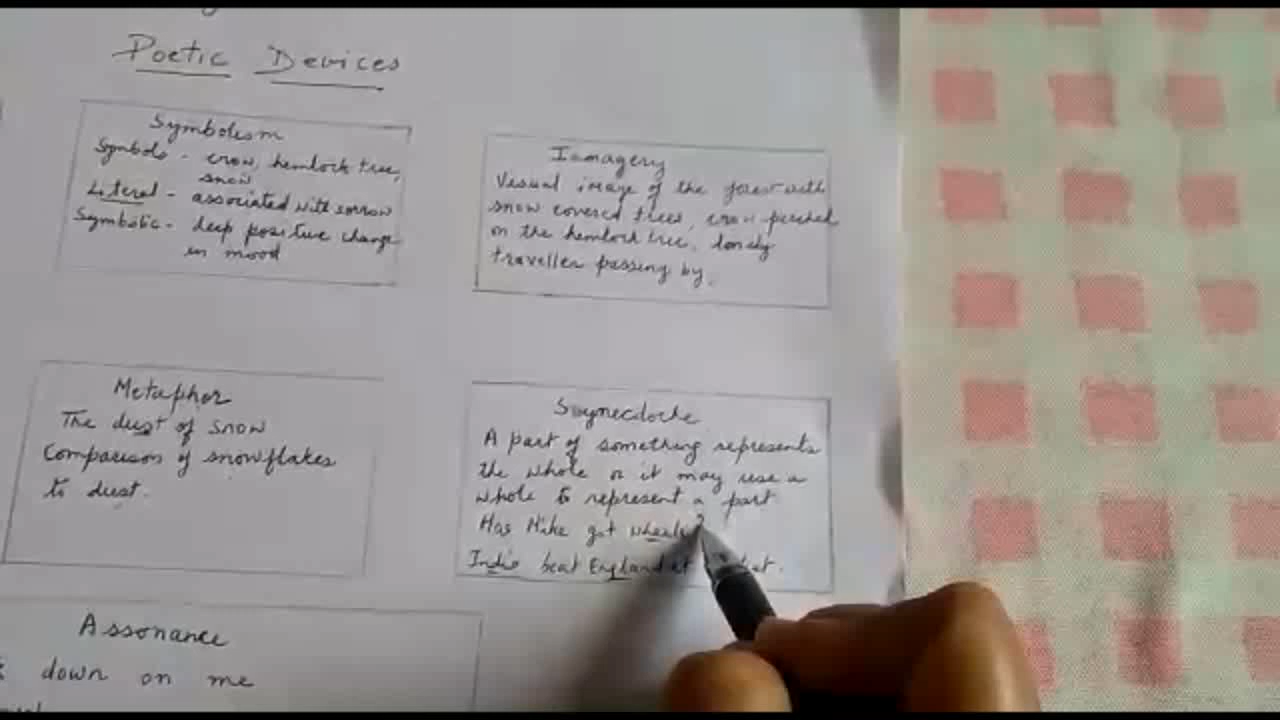 Poetic Devices
Symbolism
Symbols - crow, hemlock tree,
snow
Literal - associated with sorrow
Symbolic - deep positive change
in mood
Iamagery
Visual image of the forest with
snow covered trees, crow perched
on the hemlock tree, lonely
traveller passing by.
Metaphor
The dust of snow
Comparison of snowflakes
to dust.
Synecdoche
A part of something represents
the whole or it may use a
whole to represent a part
Has Mike got wheels?
India beat England at
Assonance
down on me